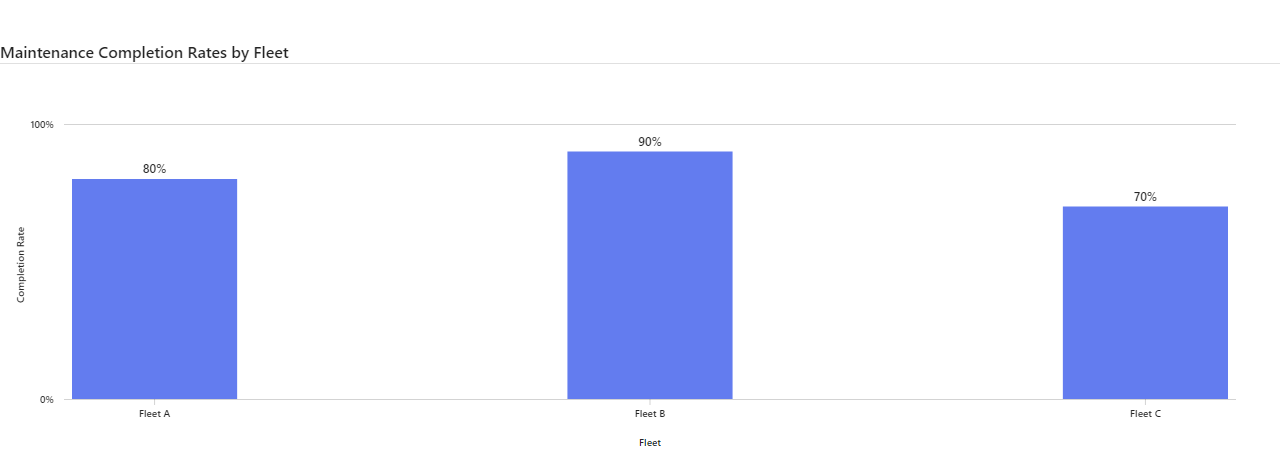 Maintenance Completion Rates by Fleet
100%
90%
80%
70%
Completion Rate
0%
Fleet A
Fleet B
Fleet C
Fleet